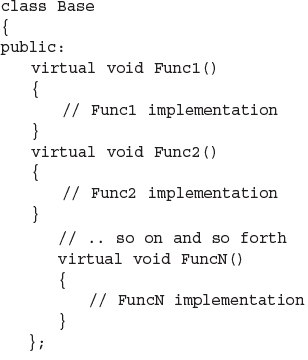 class Base
{
public:
virtual void Func1()
{
// Func1 implementation
}
virtual void Func2()
{
// Func2 implementation
}
// .. so on and so forth
virtual void FuncN()
{
// FuncN implementation
}
};